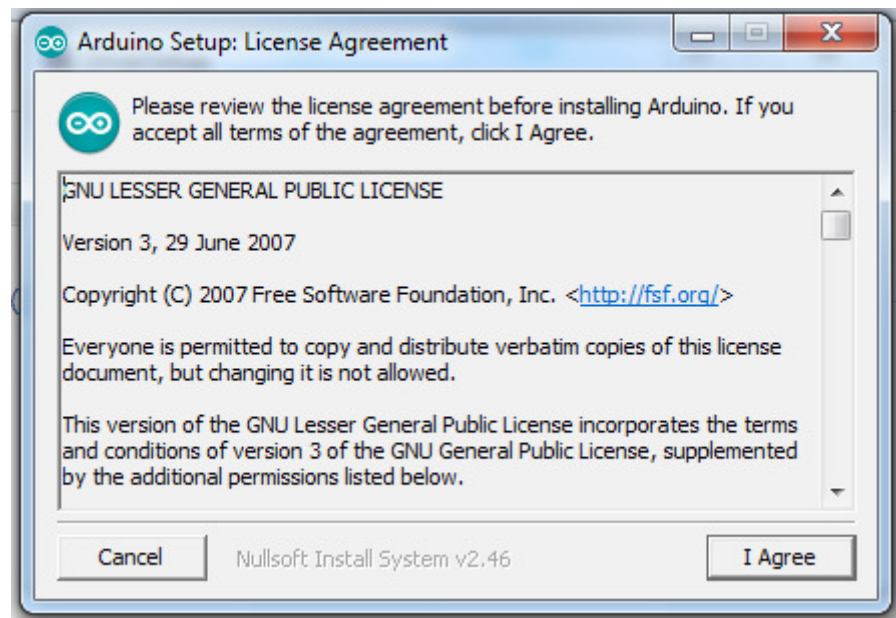 Arduino Setup: License Agreement
Please review the license agreement before installing Arduino. If you
accept all terms of the agreement, click I Agree.
GNU LESSER GENERAL PUBLIC LICENSE
Version 3, 29 June 2007
Copyright (C) 2007 Free Software Foundation, Inc. <http://fsf.org/>
Everyone is permitted to copy and distribute verbatim copies of this license
document, but changing it is not allowed.
This version of the GNU Lesser General Public License incorporates the terms
and conditions of version 3 of the GNU General Public License, supplemented
by the additional permissions listed below.
Cancel
Nullsoft Install System v2.46
I Agree